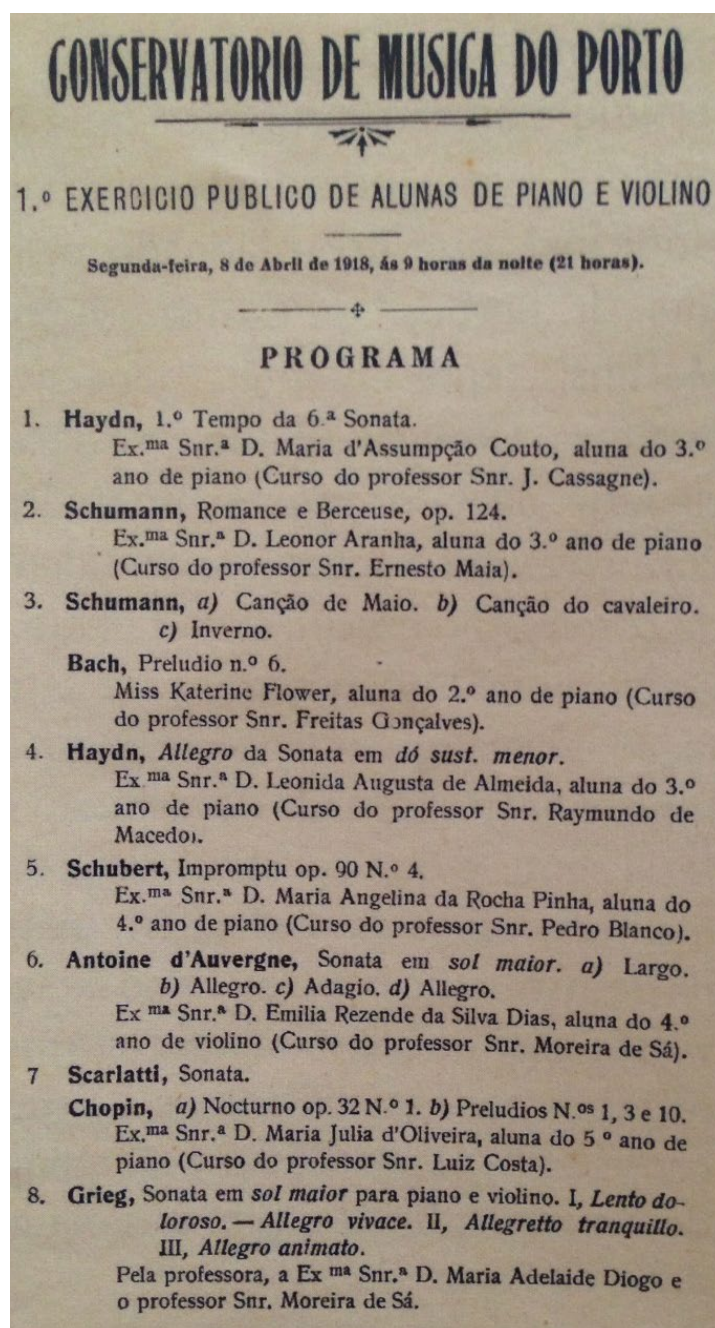 CONSERVATORIO DE MUSICA DO PORTO
1.º EXERCICIO PUBLICO DE ALUNAS DE PIANO E VIOLINO
Segunda-feira, 8 de Abril de 1918, ás 9 horas da noite (21 horas).
PROGRAMA
1. Haydn, 1.º Tempo da 6.ª Sonata.
Ex.ma Snr.ª D. Maria d'Assumpção Couto, aluna do 3.º
ano de piano (Curso do professor Snr. J. Cassagne).
2. Schumann, Romance e Berceuse, op. 124.
Ex.ma Snr.ª D. Leonor Aranha, aluna do 3.º ano de piano
(Curso do professor Snr. Ernesto Maia).
3. Schumann, a) Canção de Maio. b) Canção do cavaleiro.
c) Inverno.
Bach, Preludio n.º 6.
Miss Katerine Flower, aluna do 2.º ano de piano (Curso
do professor Snr. Freitas Gonçalves).
4. Haydn, Allegro da Sonata em dó sust. menor.
Ex.ma Snr.ª D. Leonida Augusta de Almeida, aluna do 3.º
ano de piano (Curso do professor Snr. Raymundo de
Macedo).
5. Schubert, Impromptu op. 90 N.º 4.
Ex.ma Snr.ª D. Maria Angelina da Rocha Pinha, aluna do
4.º ano de piano (Curso do professor Snr. Pedro Blanco).
6. Antoine d'Auvergne, Sonata em sol maior. a) Largo.
b) Allegro. c) Adagio. d) Allegro.
Ex ma Snr.ª D. Emilia Rezende da Silva Dias, aluna do 4.º
ano de violino (Curso do professor Snr. Moreira de Sá).
7 Scarlatti, Sonata.
Chopin, a) Nocturno op. 32 N.º 1. b) Preludios N.os 1, 3 e 10.
Ex.ma Snr.ª D. Maria Julia d'Oliveira, aluna do 5 º ano de
piano (Curso do professor Snr. Luiz Costa).
8. Grieg, Sonata em sol maior para piano e violino. I, Lento do-
loroso. — Allegro vivace. II, Allegretto tranquillo.
III, Allegro animato.
Pela professora, a Ex ma Snr.ª D. Maria Adelaide Diogo e
o professor Snr. Moreira de Sá.